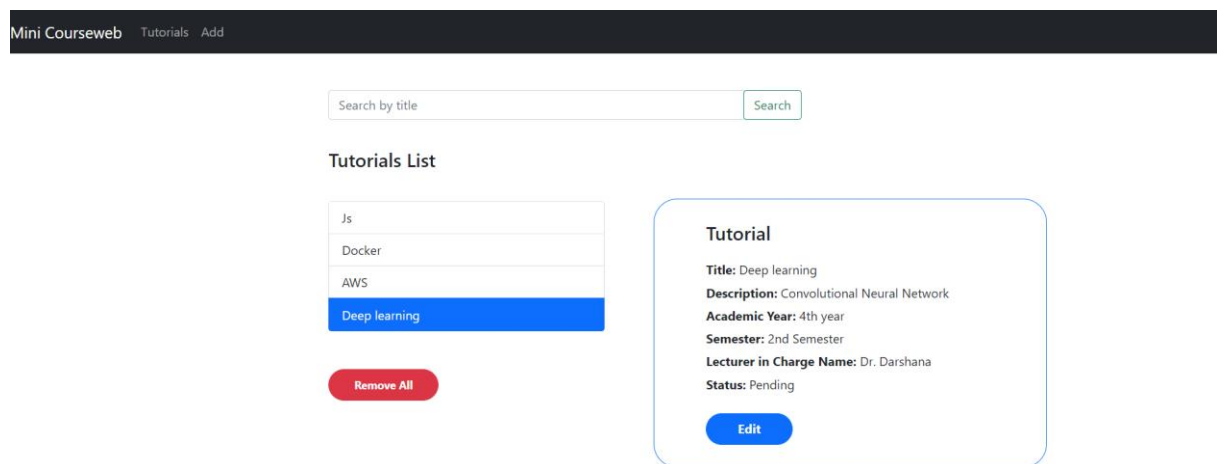 Mini Courseweb Tutorials Add
Search by title Search
Tutorials List
Js
Docker
AWS
Deep learning
Remove All
Tutorial
Title: Deep learning
Description: Convolutional Neural Network
Academic Year: 4th year
Semester: 2nd Semester
Lecturer in Charge Name: Dr. Darshana
Status: Pending
Edit